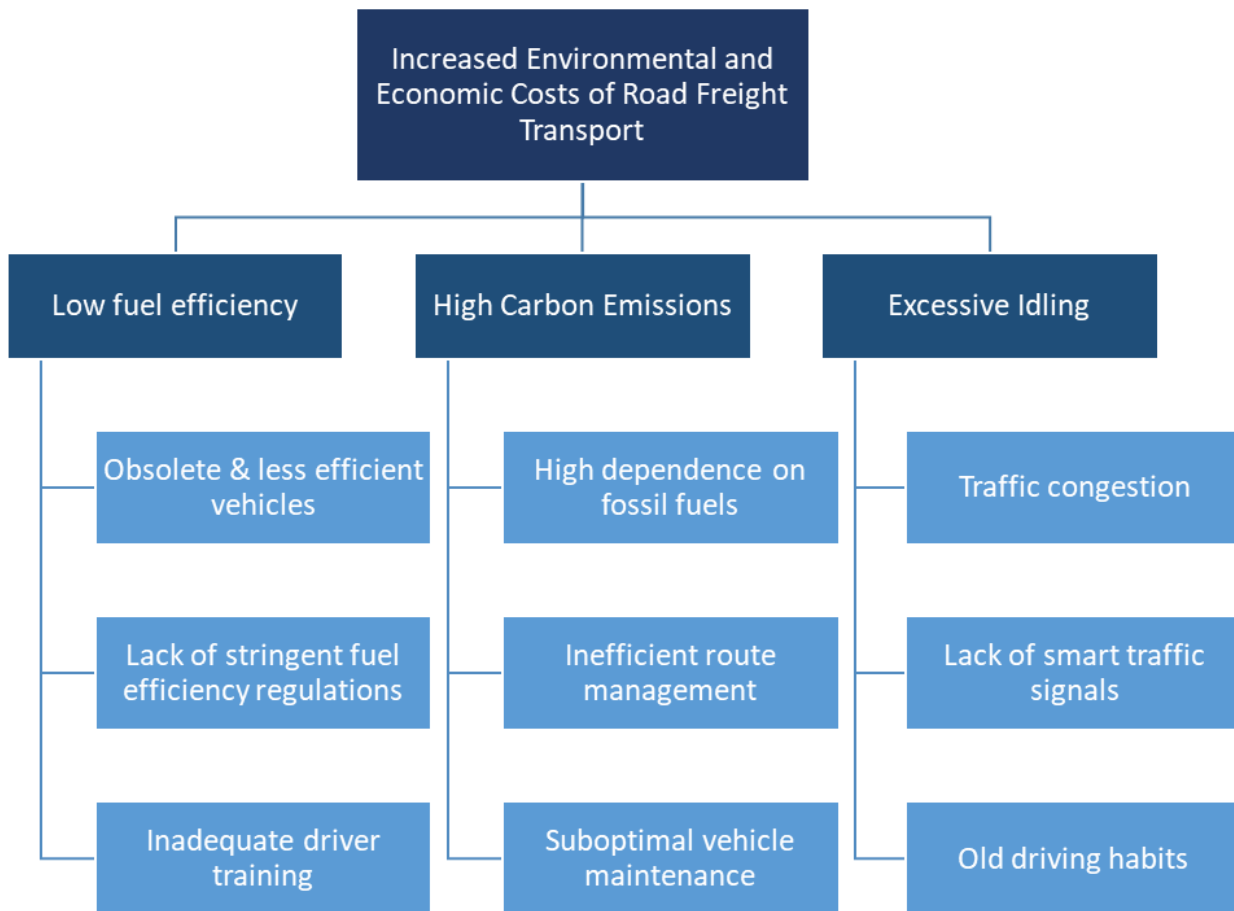 Increased Environmental and
Economic Costs of Road Freight
Transport
Low fuel efficiency
High Carbon Emissions
Excessive Idling
Obsolete & less efficient
vehicles
High dependence on
fossil fuels
Traffic congestion
Lack of stringent fuel
efficiency regulations
Inefficient route
management
Lack of smart traffic
signals
Inadequate driver
training
Suboptimal vehicle
maintenance
Old driving habits